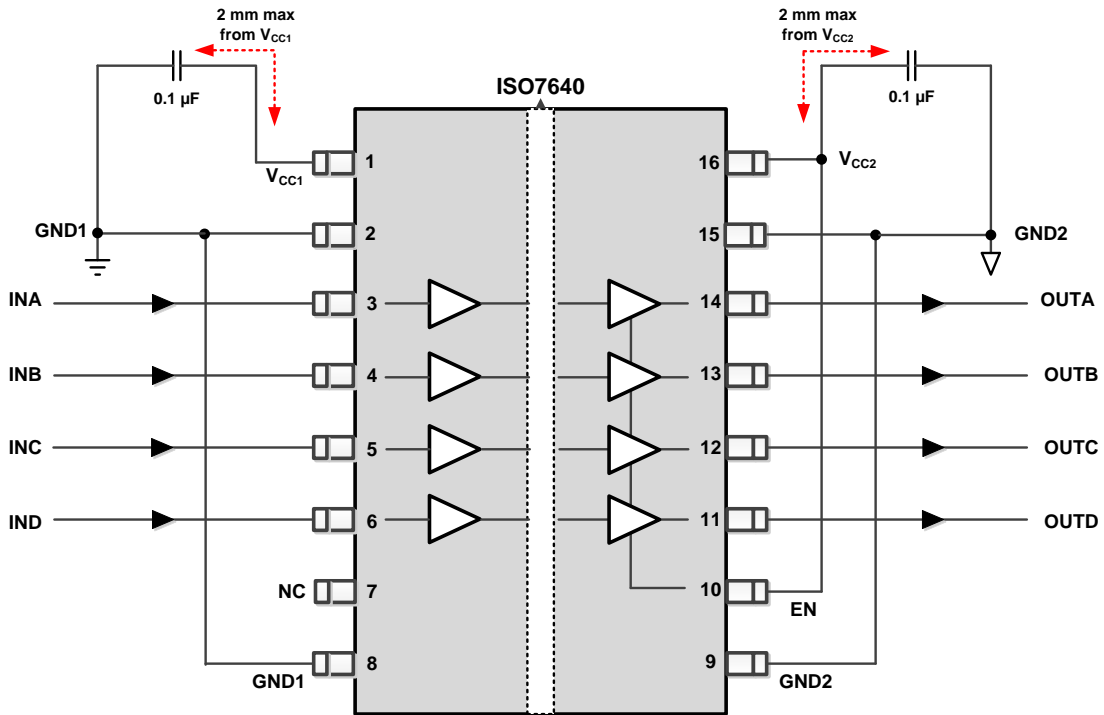 2 mm max
from VCC1
2 mm max
from VCC2
0.1 µF
0.1 µF
ISO7640
VCC1
1
16
VCC2
GND1
2
15
GND2
INA
3
14
OUTA
INB
4
13
OUTB
INC
5
12
OUTC
IND
6
11
OUTD
NC
7
10
EN
GND1
8
9
GND2